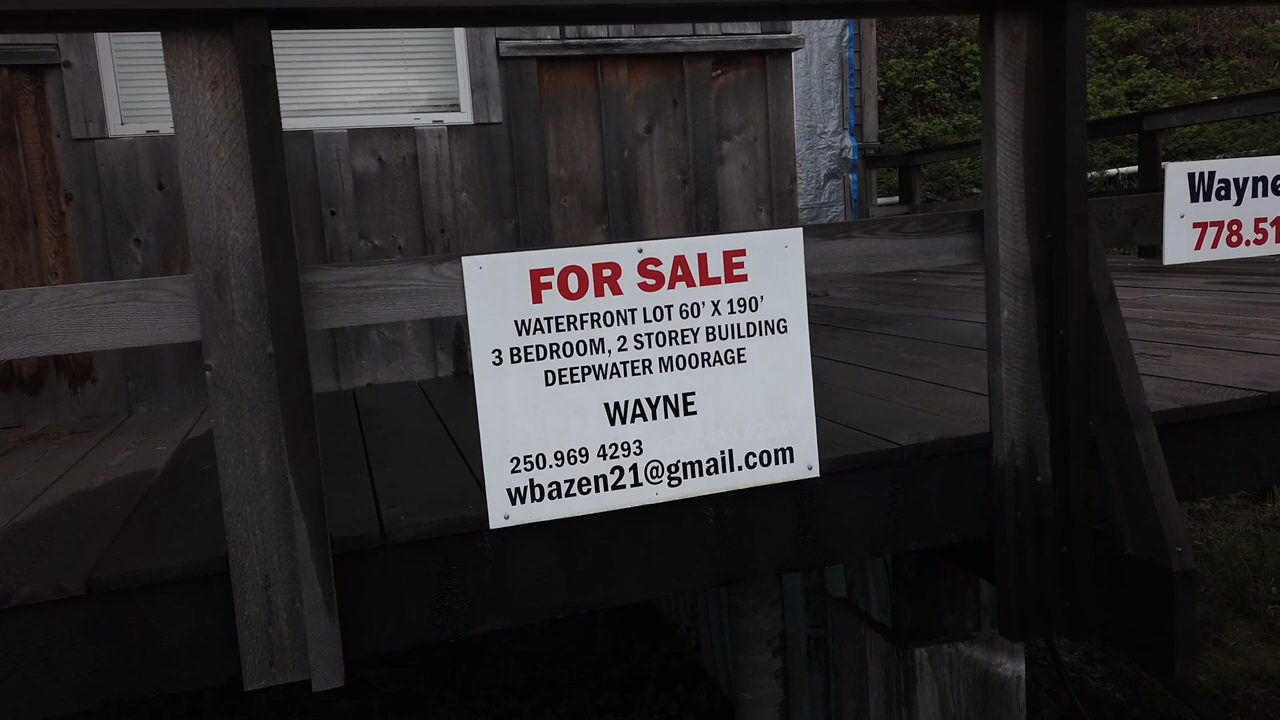 FOR SALE
WATERFRONT LOT 60' X 190'
3 BEDROOM, 2 STOREY BUILDING
DEEPWATER MOORAGE
WAYNE
250.969 4293
wbazen21@gmail.com
Wayne
778.51